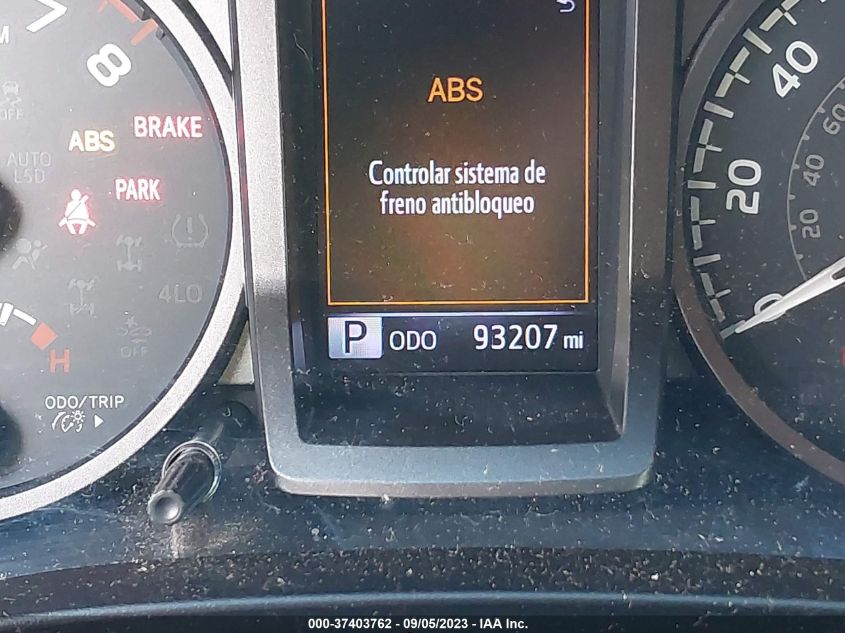 8
40
60
OFF
ABS
ABS BRAKE
AUTO
LSD
PARK
Controlar sistema de
freno antibloqueo
20
40
20
4LO
0
OFF
P ODO 93207 mi
H
ODO/TRIP
000-37403762 - 09/05/2023 - IAA Inc.